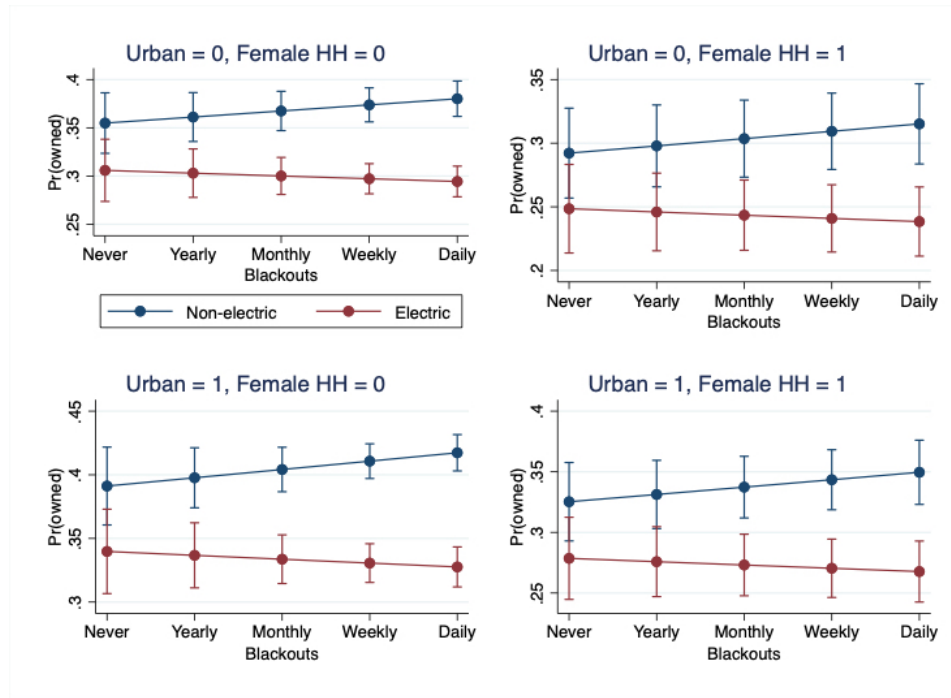 Urban = 0, Female HH = 0
Pr(owned)
.4
.35
.3
.25
Never Yearly Monthly Weekly Daily
Blackouts
Non-electric Electric
Urban = 0, Female HH = 1
Pr(owned)
.35
.3
.25
.2
Never Yearly Monthly Weekly Daily
Blackouts
Urban = 1, Female HH = 0
Pr(owned)
.45
.4
.35
.3
Never Yearly Monthly Weekly Daily
Blackouts
Urban = 1, Female HH = 1
Pr(owned)
.4
.35
.3
.25
Never Yearly Monthly Weekly Daily
Blackouts